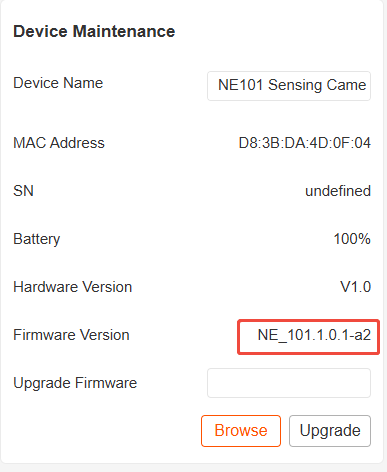 Device Maintenance
Device Name NE101 Sensing Came
MAC Address D8:3B:DA:4D:0F:04
SN undefined
Battery 100%
Hardware Version V1.0
Firmware Version NE_101.1.0.1-a2
Upgrade Firmware
Browse Upgrade